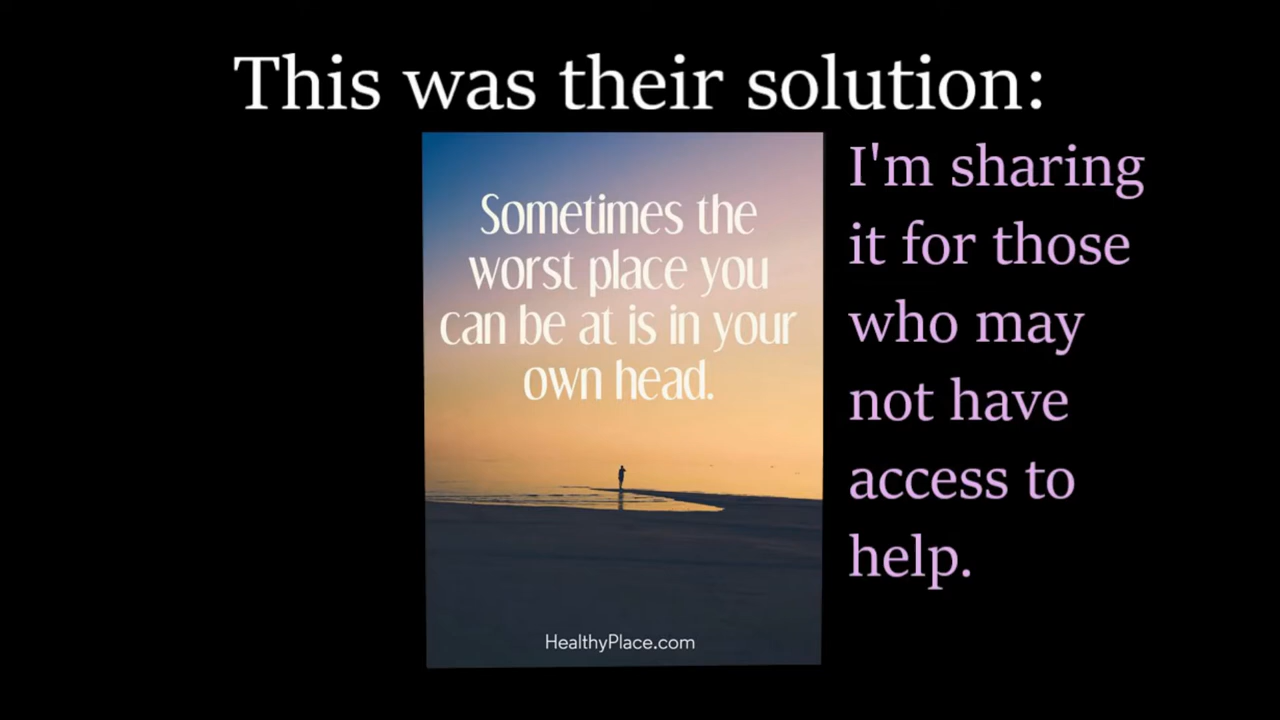 This was their solution:
Sometimes the
worst place you
can be at is in your
own head.
HealthyPlace.com
I'm sharing
it for those
who may
not have
access to
help.